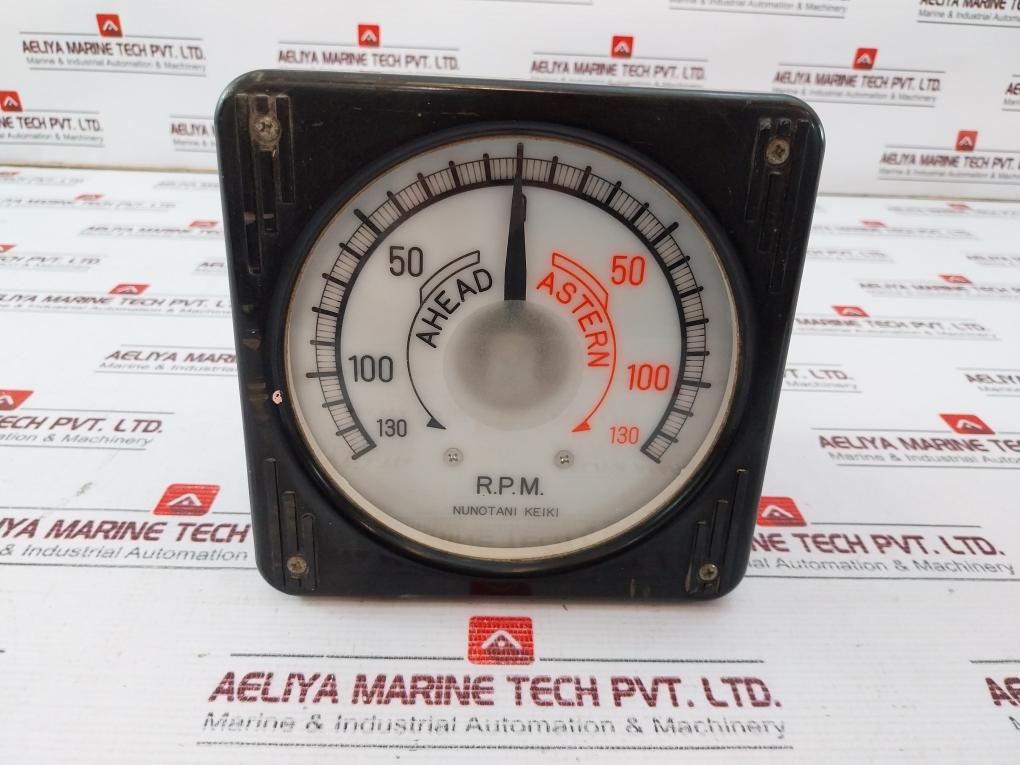 AELIYA MARINE TECH PVT. LTD.
Marine & Industrial Automation & Machinery
0
50
50
AHEAD
ASTERN
100
100
130
130
R.P.M.
NUNOTANI KEIKI
AELIYA MARINE TECH PVT. LTD.
Marine & Industrial Automation & Machinery